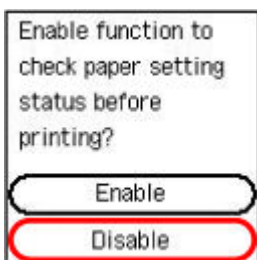 Enable function to
check paper setting
status before
printing?
Enable
Disable